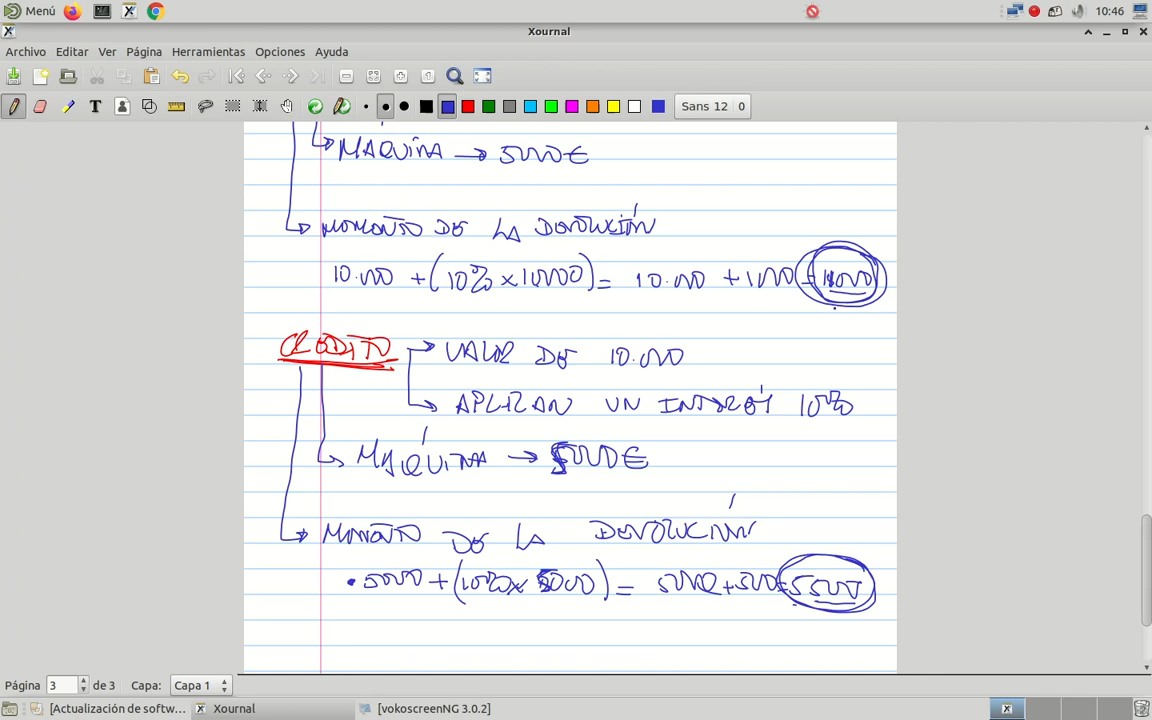 Menú 10:46
Xournal
Archivo Editar Ver Página Herramientas Opciones Ayuda
Sans 12 0
MÁQUINA → 5000€
MOMENTO DE LA DEVOLUCIÓN
10.000 + (10% x 10000) = 10.000 + 1000 = 11000
CREDITO VALOR DE 10.000
APLICAN UN INTERÉS 10%
MÁQUINA → 5000€
MOMENTO DE LA DEVOLUCIÓN
• 5000 + (10% x 5000) = 5000 + 500 = 5500
Página 3 de 3 Capa: Capa 1
[Actualización de softw... Xournal [vokoscreenNG 3.0.2]